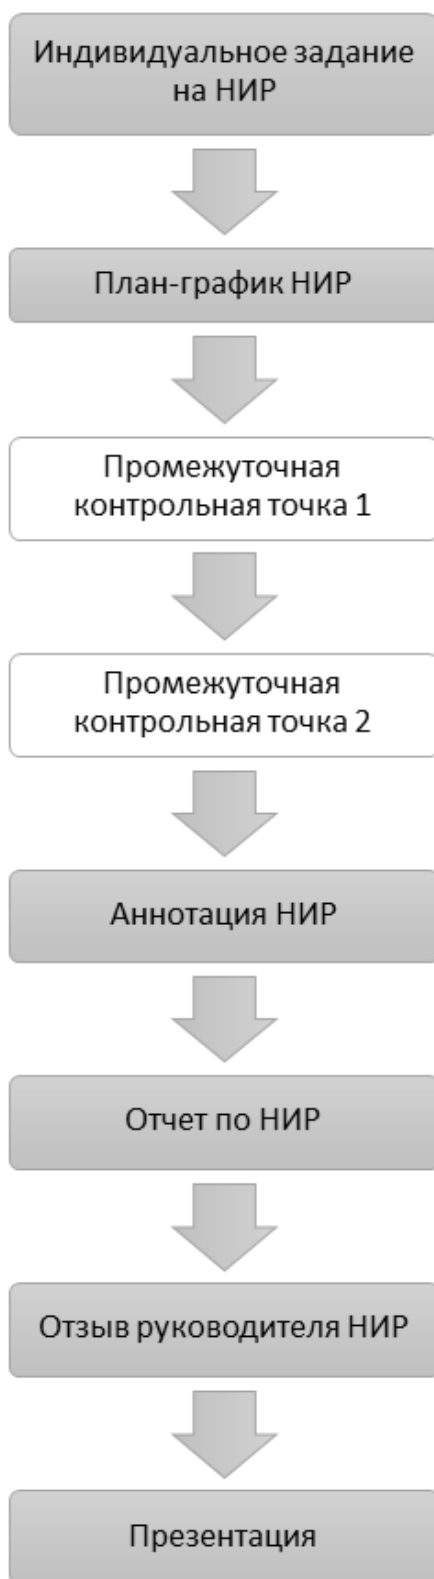 Индивидуальное задание
на НИР
План-график НИР
Промежуточная
контрольная точка 1
Промежуточная
контрольная точка 2
Аннотация НИР
Отчет по НИР
Отзыв руководителя НИР
Презентация